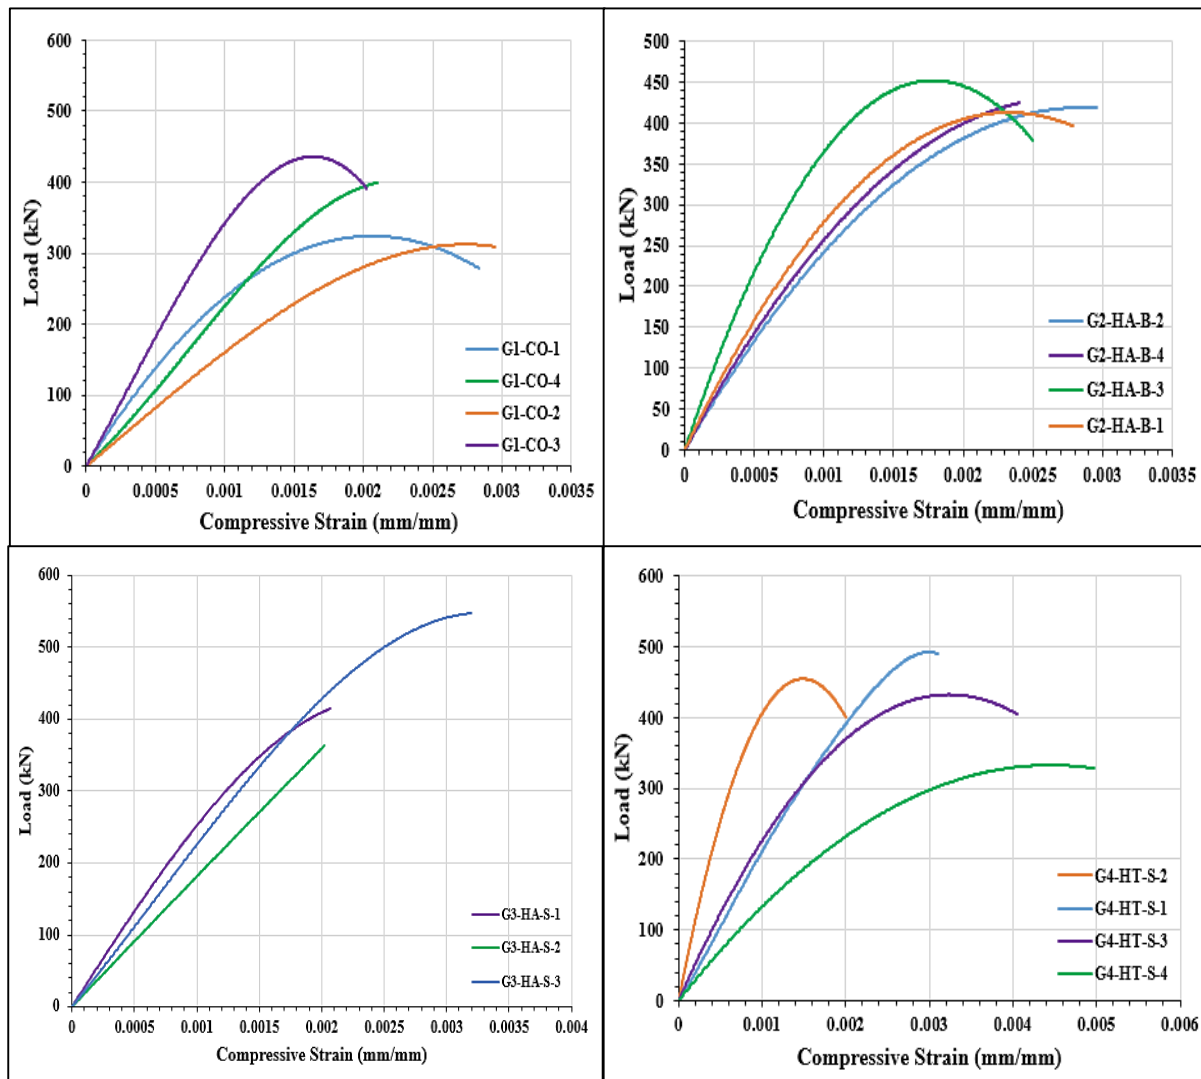 600
500
400
300
200
100
0
Load (kN)
G1-CO-1
G1-CO-4
G1-CO-2
G1-CO-3
0 0.0005 0.001 0.0015 0.002 0.0025 0.003 0.0035
Compressive Strain (mm/mm)
500
450
400
350
300
250
200
150
100
50
0
Load (kN)
G2-HA-B-2
G2-HA-B-4
G2-HA-B-3
G2-HA-B-1
0 0.0005 0.001 0.0015 0.002 0.0025 0.003 0.0035
Compressive Strain (mm/mm)
600
500
400
300
200
100
0
Load (kN)
G3-HA-S-1
G3-HA-S-2
G3-HA-S-3
0 0.0005 0.001 0.0015 0.002 0.0025 0.003 0.0035 0.004
Compressive Strain (mm/mm)
600
500
400
300
200
100
0
Load (kN)
G4-HT-S-2
G4-HT-S-1
G4-HT-S-3
G4-HT-S-4
0 0.001 0.002 0.003 0.004 0.005 0.006
Compressive Strain (mm/mm)